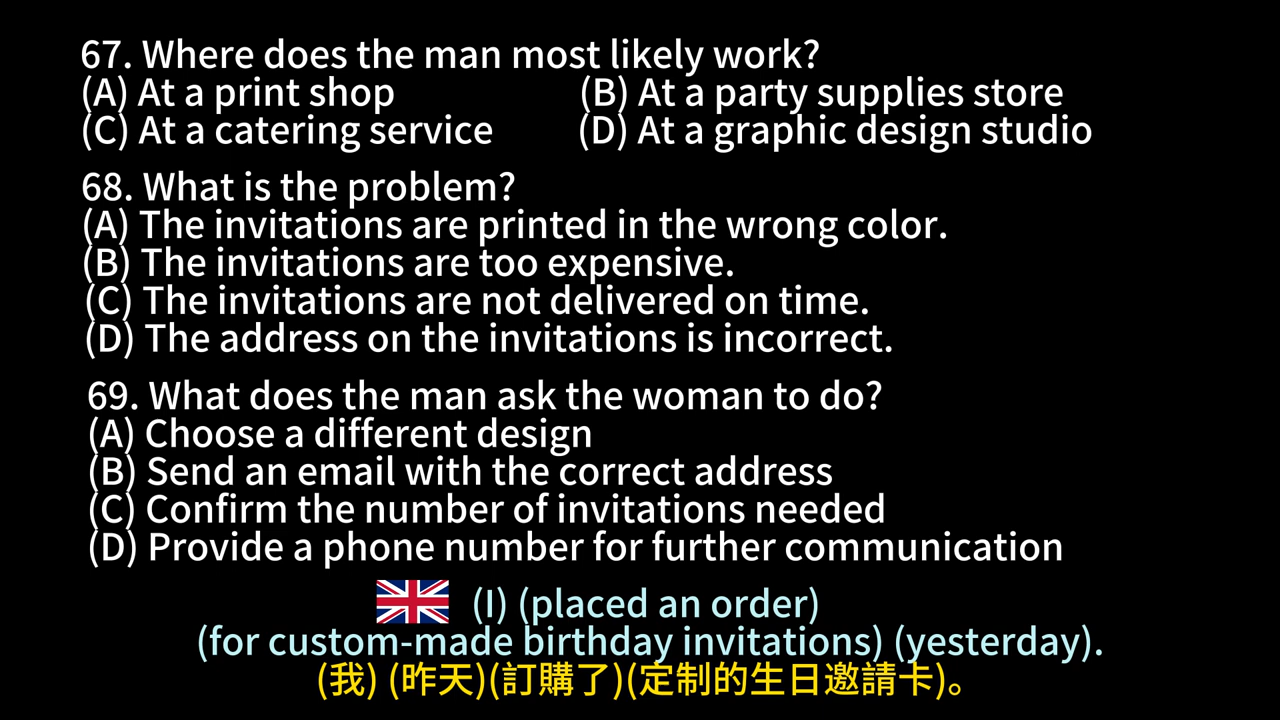 67. Where does the man most likely work?
(A) At a print shop (B) At a party supplies store
(C) At a catering service (D) At a graphic design studio
68. What is the problem?
(A) The invitations are printed in the wrong color.
(B) The invitations are too expensive.
(C) The invitations are not delivered on time.
(D) The address on the invitations is incorrect.
69. What does the man ask the woman to do?
(A) Choose a different design
(B) Send an email with the correct address
(C) Confirm the number of invitations needed
(D) Provide a phone number for further communication
(I) (placed an order)
(for custom-made birthday invitations) (yesterday).
(我) (昨天)(訂購了)(定制的生日邀請卡)。